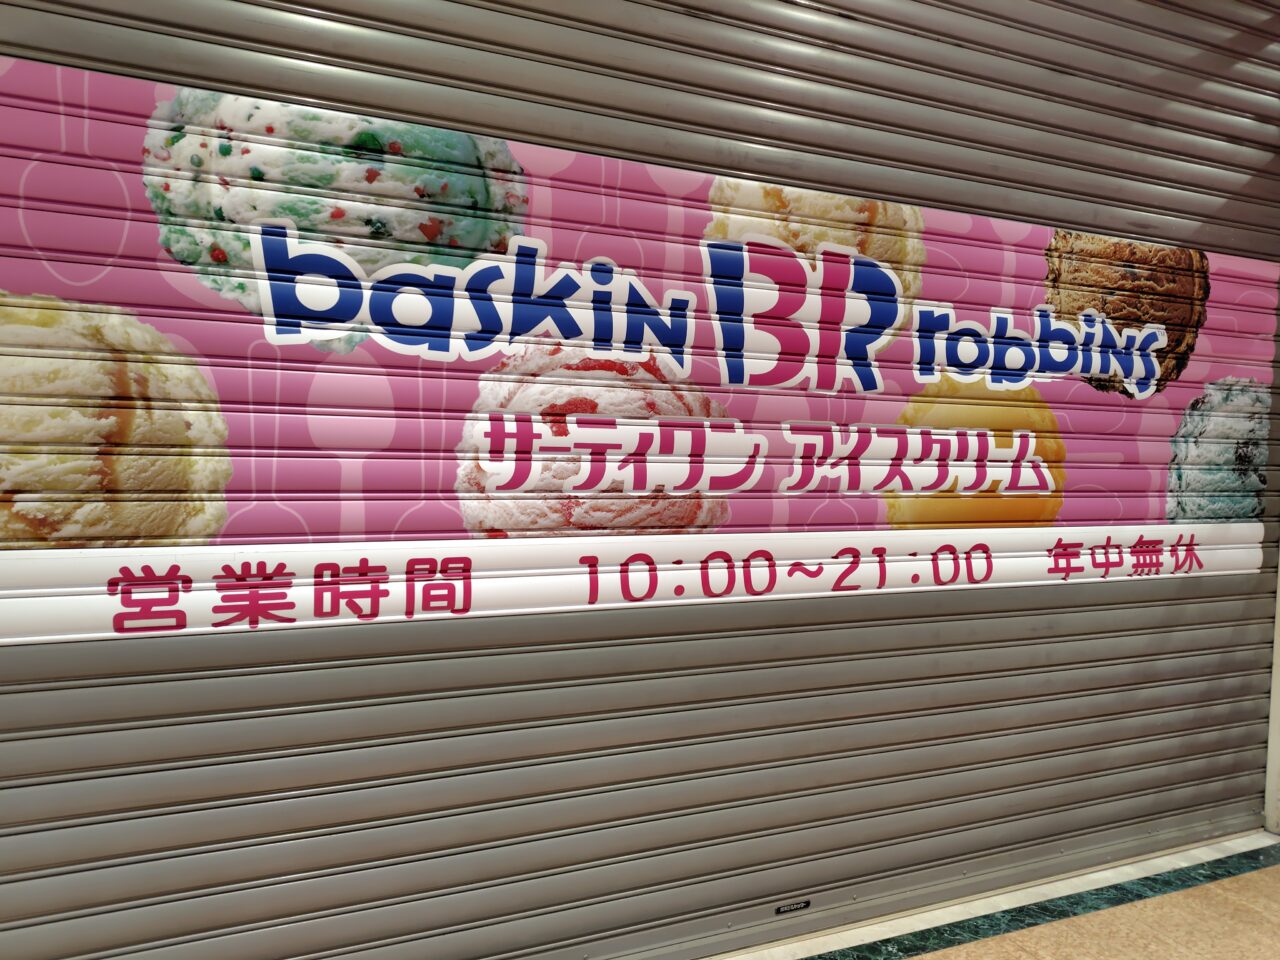 baskin BR robbins
サーティワン アイスクリーム
営業時間 10:00～21:00 年中無休